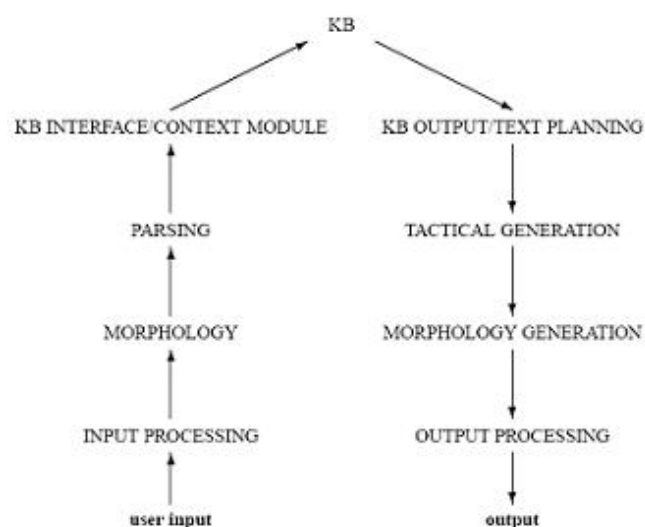 KB
KB INTERFACE/CONTEXT MODULE
KB OUTPUT/TEXT PLANNING
PARSING
TACTICAL GENERATION
MORPHOLOGY
MORPHOLOGY GENERATION
INPUT PROCESSING
OUTPUT PROCESSING
user input
output